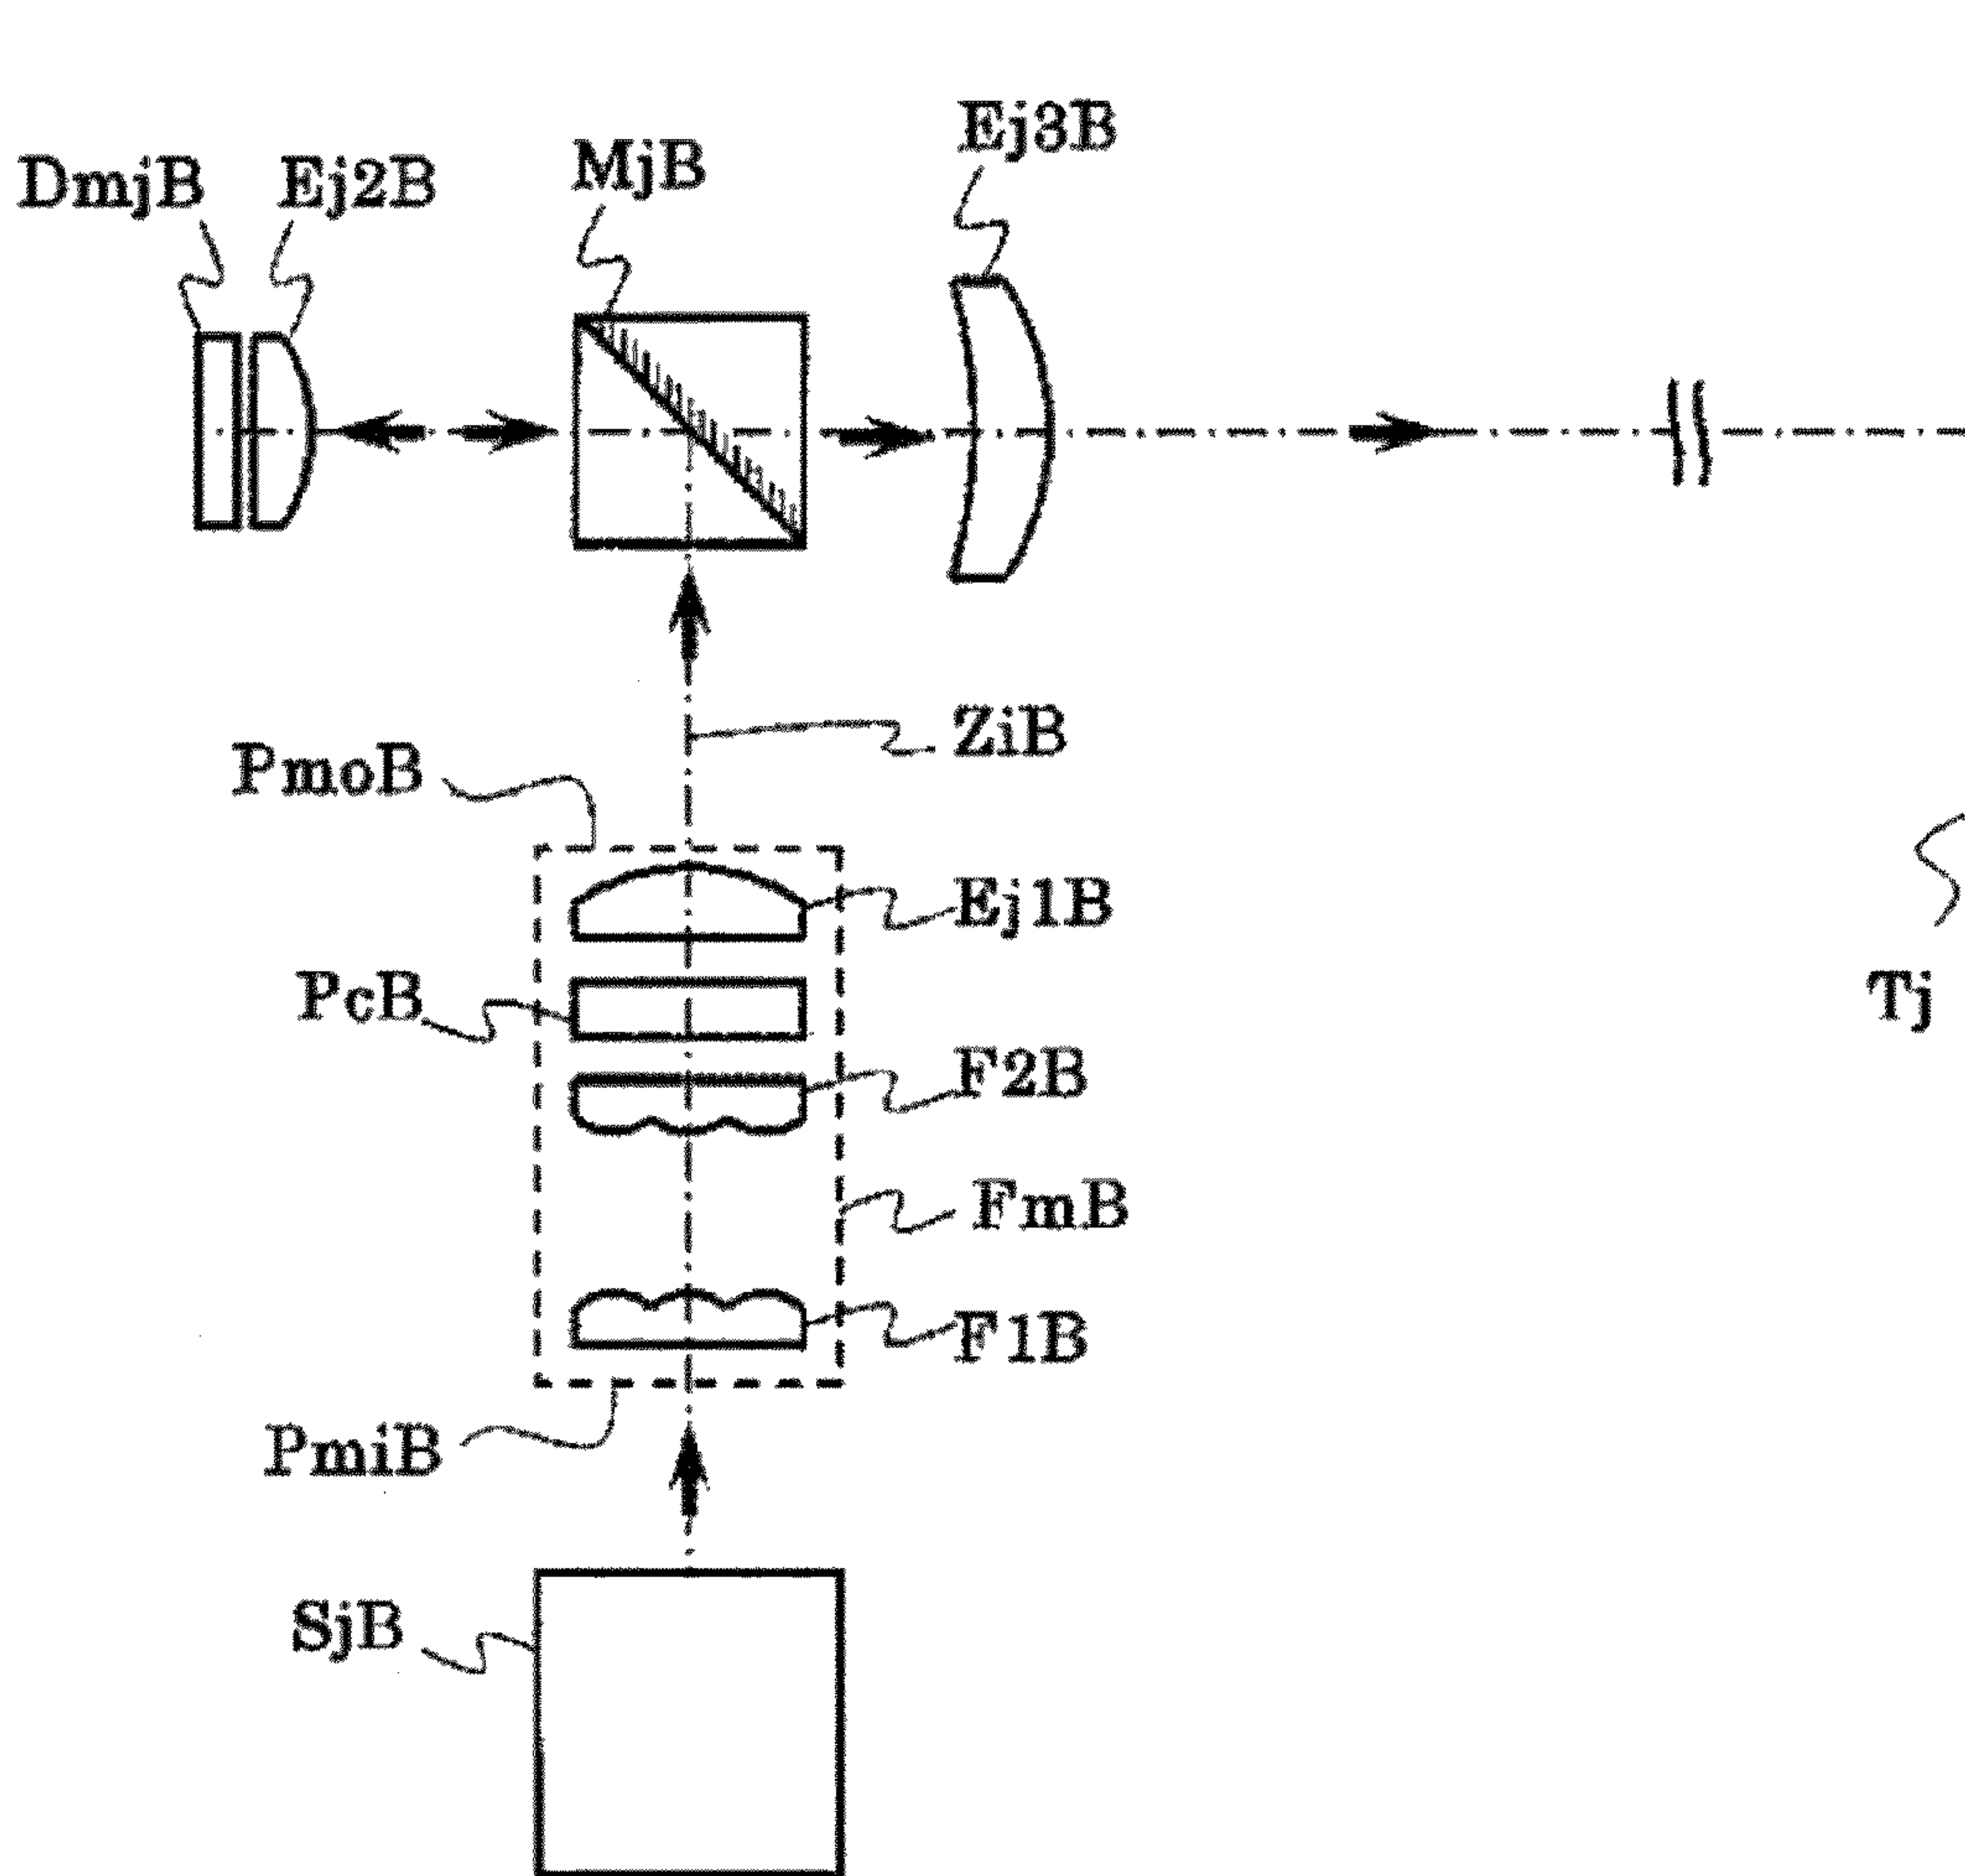 Ej3B
MjB
DmjB
Ej2B
ZiB
PmoB
Ej1B
PcB
Tj
F2B
FmB
F1B
PmiB
SjB